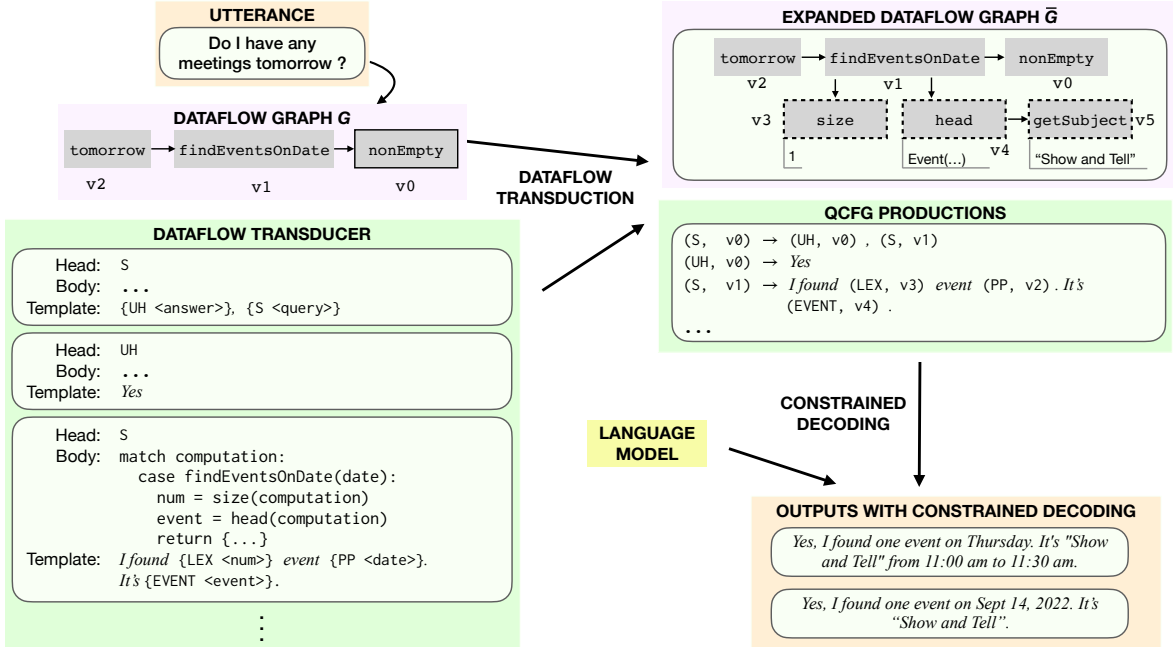 UTTERANCE
Do I have any
meetings tomorrow ?
DATAFLOW GRAPH G
tomorrow
findEventsOnDate
nonEmpty
v2
v1
v0
DATAFLOW
TRANSDUCTION
EXPANDED DATAFLOW GRAPH G̅
tomorrow
findEventsOnDate
nonEmpty
v2
v1
v0
v3
size
head
getSubject
v5
1
Event(...)
v4
“Show and Tell”
DATAFLOW TRANSDUCER
Head: S
Body: ...
Template: {UH <answer>}, {S <query>}
Head: UH
Body: ...
Template: Yes
Head: S
Body: match computation:
case findEventsOnDate(date):
num = size(computation)
event = head(computation)
return {...}
Template: I found {LEX <num>} event {PP <date>}.
It's {EVENT <event>}.
⋮
QCFG PRODUCTIONS
(S, v0) → (UH, v0) , (S, v1)
(UH, v0) → Yes
(S, v1) → I found (LEX, v3) event (PP, v2) . It's
(EVENT, v4) .
...
CONSTRAINED
DECODING
LANGUAGE
MODEL
OUTPUTS WITH CONSTRAINED DECODING
Yes, I found one event on Thursday. It's "Show
and Tell" from 11:00 am to 11:30 am.
Yes, I found one event on Sept 14, 2022. It’s
“Show and Tell”.